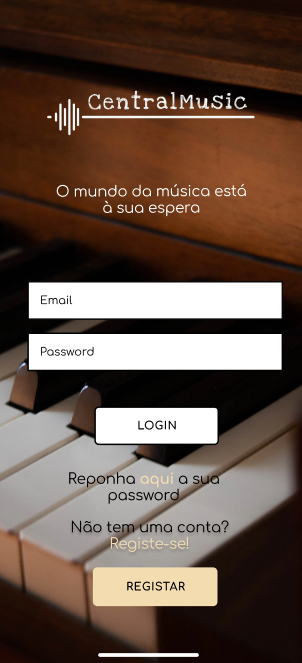 CentralMusic
O mundo da música está
à sua espera
Email
Password
LOGIN
Reponha aqui a sua
password
Não tem uma conta?
Registe-se!
REGISTAR